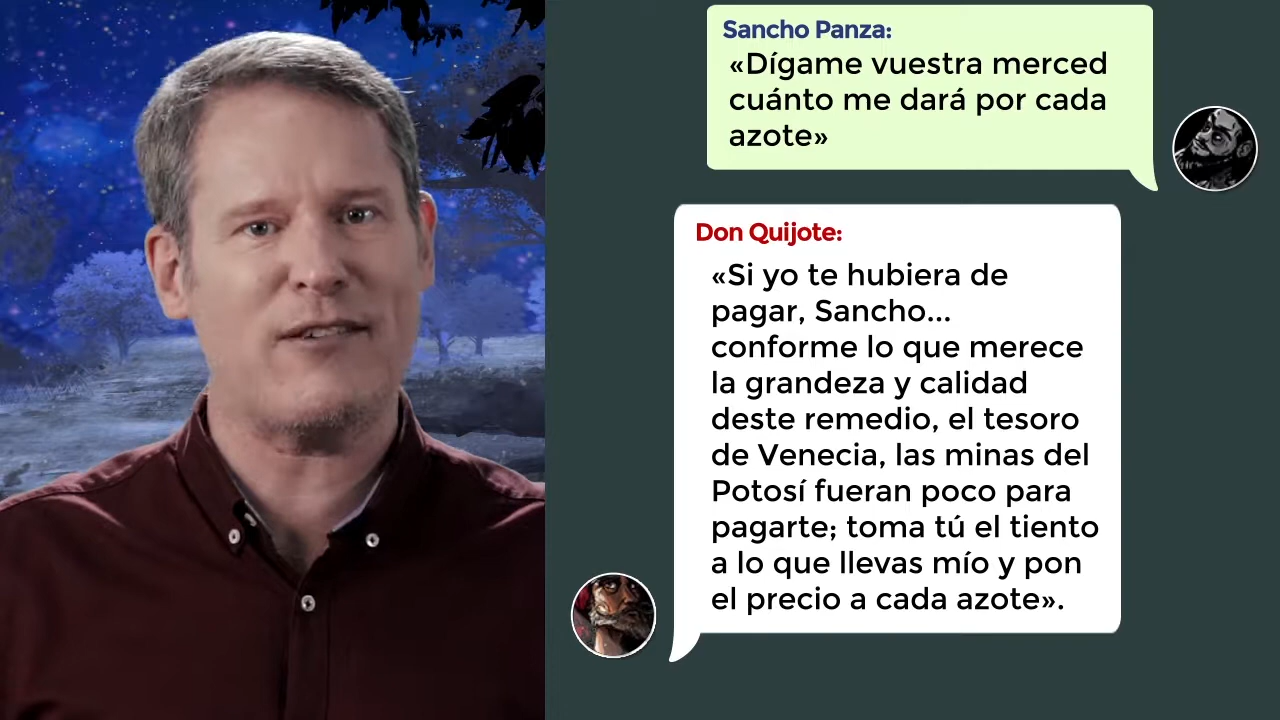 Sancho Panza:
«Dígame vuestra merced
cuánto me dará por cada
azote»
Don Quijote:
«Si yo te hubiera de
pagar, Sancho...
conforme lo que merece
la grandeza y calidad
deste remedio, el tesoro
de Venecia, las minas del
Potosí fueran poco para
pagarte; toma tú el tiento
a lo que llevas mío y pon
el precio a cada azote».